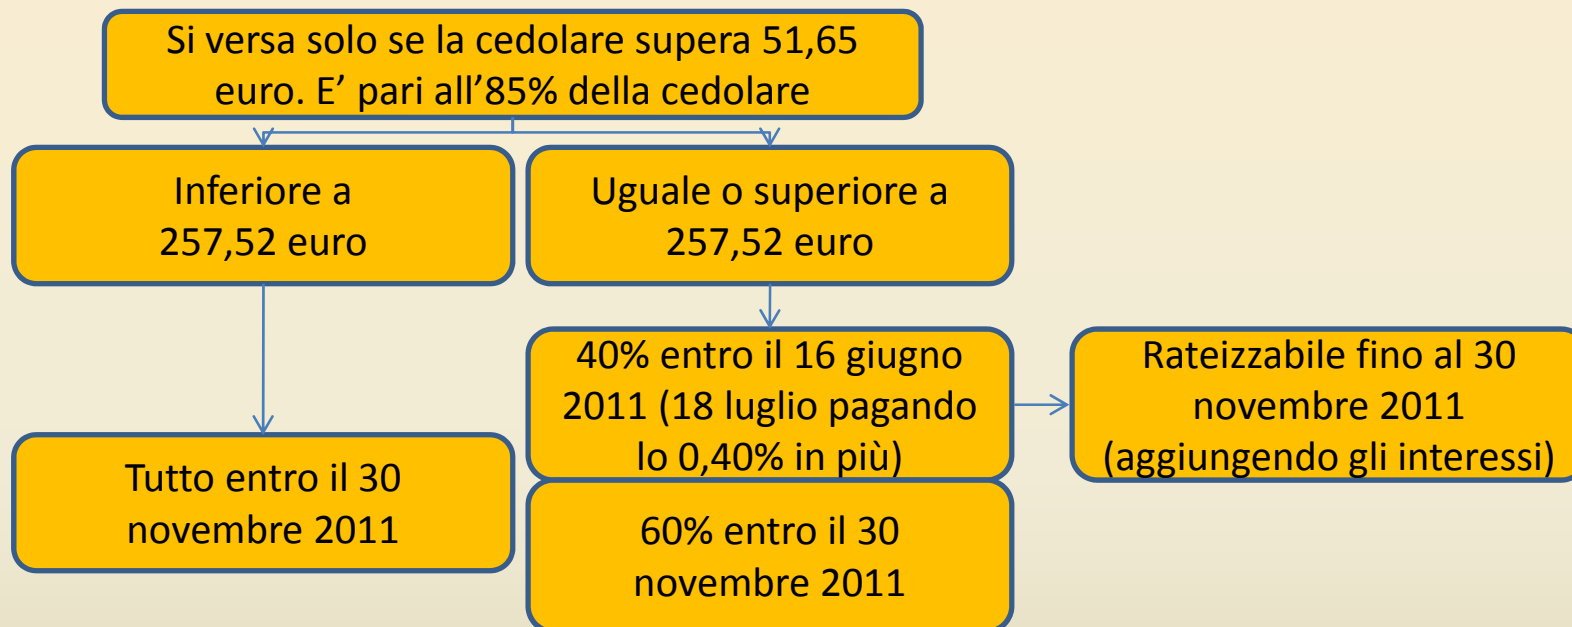 Si versa solo se la cedolare supera 51,65
euro. E’ pari all’85% della cedolare
Inferiore a
257,52 euro
Uguale o superiore a
257,52 euro
40% entro il 16 giugno
2011 (18 luglio pagando
lo 0,40% in più)
Rateizzabile fino al 30
novembre 2011
(aggiungendo gli interessi)
Tutto entro il 30
novembre 2011
60% entro il 30
novembre 2011